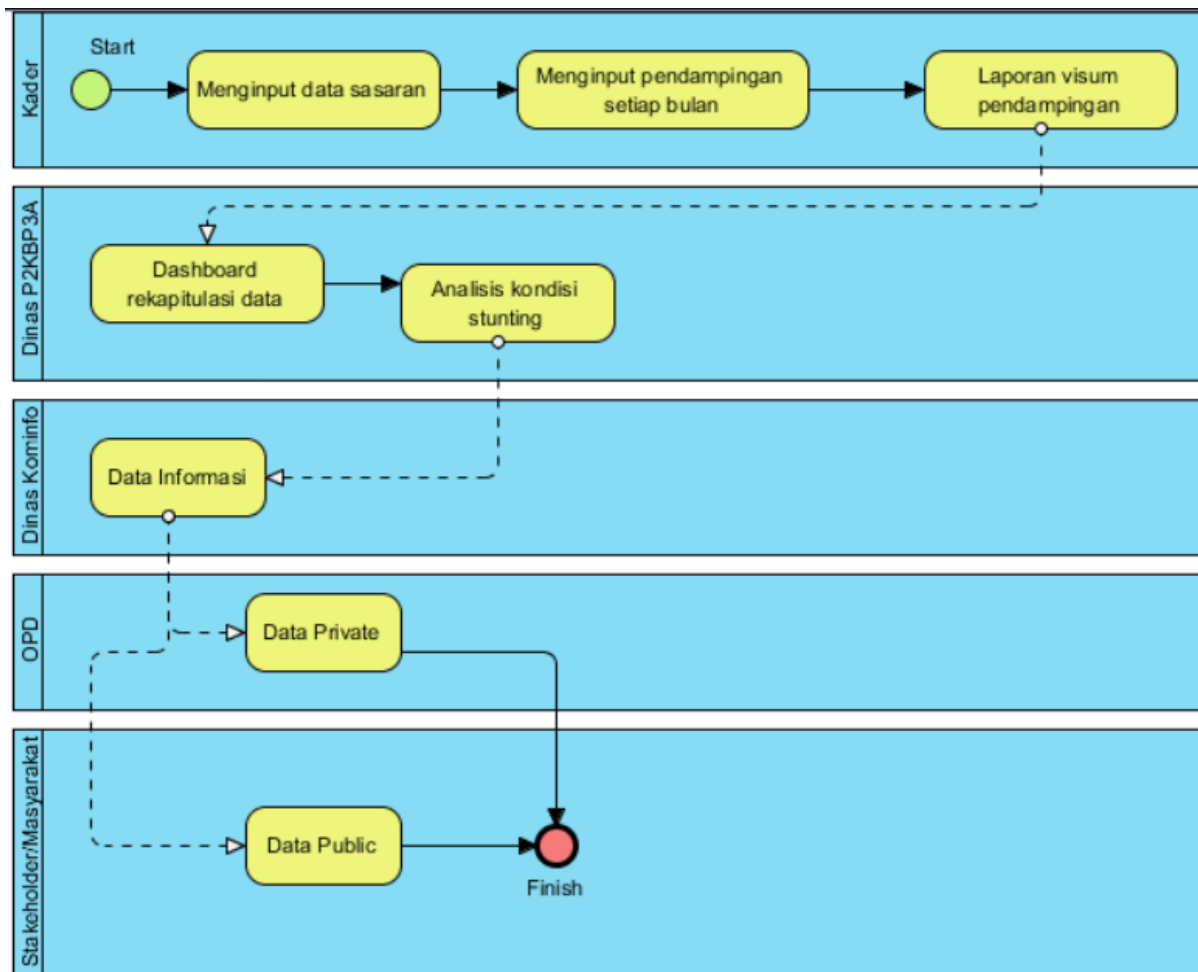 Kader
Start
Menginput data sasaran
Menginput pendampingan
setiap bulan
Laporan visum
pendampingan
Dinas P2KBP3A
Dashboard
rekapitulasi data
Analisis kondisi
stunting
Dinas Kominfo
Data Informasi
OPD
Data Private
Stakeholder/Masyarakat
Data Public
Finish